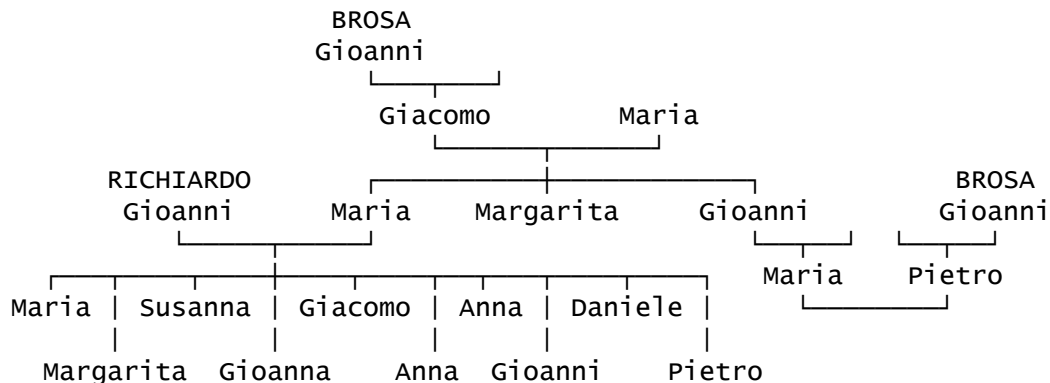 BROSA
Gioanni
Giacomo Maria
RICHIARDO BROSA
Gioanni Maria Margarita Gioanni Gioanni
Maria Pietro
Maria Susanna Giacomo Anna Daniele
Margarita Gioanna Anna Gioanni Pietro